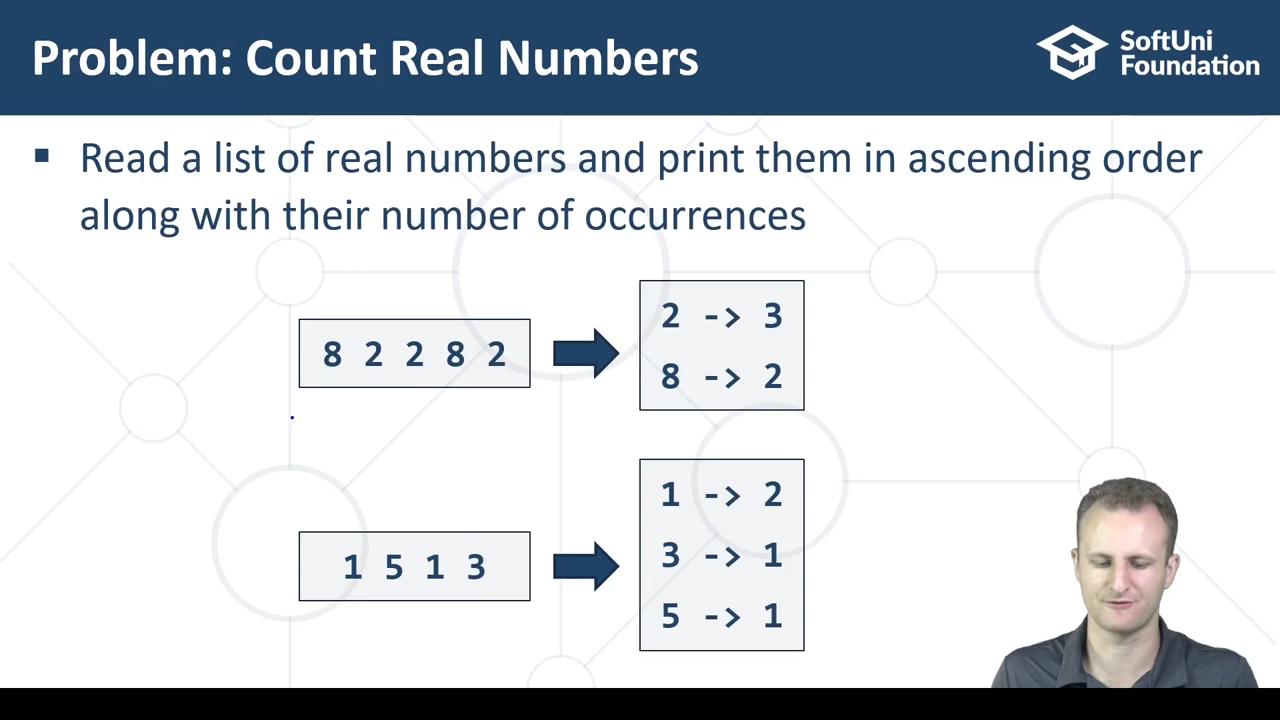 Problem: Count Real Numbers
SoftUni
Foundation
▪ Read a list of real numbers and print them in ascending order
along with their number of occurrences
8 2 2 8 2
2 -> 3
8 -> 2
1 5 1 3
1 -> 2
3 -> 1
5 -> 1